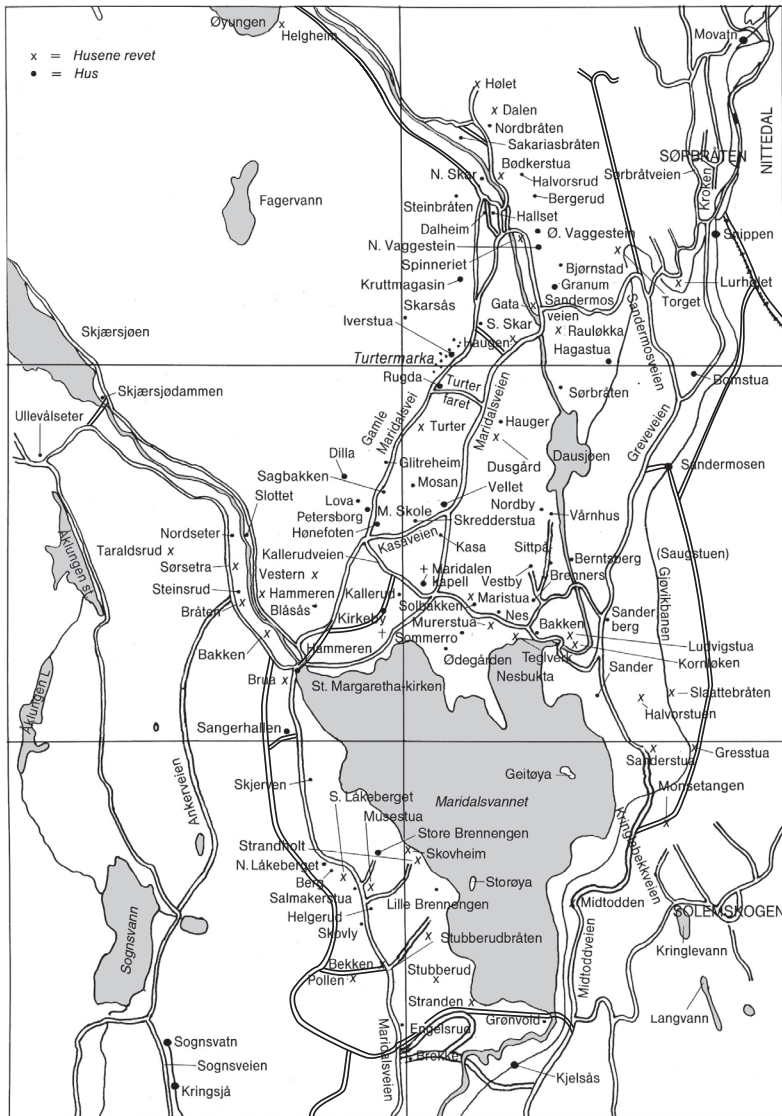 Øyungen
Helgheim
x = Husene revet
● = Hus
Movatn
NITTEDAL
Hølet
Dalen
Nordbråten
Sakariasbråten
SØRBRÅTEN
Bødkerstua
Sørbråtveien
N. Skar
Halvorsrud
Kroken
Fagervann
Steinbråten
Bergerud
Dalheim
Hallset
Ø. Vaggestein
Snippen
N. Vaggestein
Spinneriet
Bjørnstad
Kruttmagasin
Granum
Lurhølet
Gata
Sandermos
veien
Torget
Skarsås
Iverstua
S. Skar
Rauløkka
Skjærsjøen
Haugen
Hagastua
Sandermosveien
Turtermarka
Rugda
Turter
faret
Bomstua
Skjærsjødammen
Sørbråten
Ullevålseter
Gamle
Maridalsvei
Maridalsveien
Greveveien
Turter
Hauger
Dausjøen
Dusgård
Dilla
Glitreheim
Sandermosen
Sagbakken
Mosan
Vellet
Slottet
Lova
Petersborg
M. Skole
Nordby
Vårnhus
Hønefoten
Skredderstua
Nordseter
Kasaveien
Åklungen st.
Taraldsrud
Kallerudveien
Kasa
Sittpå
(Saugstuen)
Sørsetra
Vestern
Maridalen
kapell
Berntsberg
Vestby
Brenners
Gjøvikbanen
Steinsrud
Hammeren
Kallerud
Solbakken
Maristua
Bråten
Blåsås
Kirkeby
Nes
Sander
berg
Murerstua
Bakken
Bakken
Hammeren
Sommerro
Ludvigstua
Teglverk
Kornløken
Ødegården
Nesbukta
Brua
St. Margaretha-kirken
Sander
Åklungen L
Slaattebråten
Halvorstuen
Sangerhallen
Sanderstua
Gresstua
Ankerveien
Skjerven
Geitøya
Monsetangen
S. Låkeberget
Maridalsvannet
Musestua
Kringlebekkveien
Store Brennengen
Strandholt
Skovheim
N. Låkeberget
Berg
Storøya
Salmakerstua
Lille Brennengen
Midtodden
SOLEMSKOGEN
Helgerud
Skovly
Sognsvann
Stubberudbråten
Kringlevann
Midtoddveien
Bekken
Stubberud
Pollen
Stranden
Langvann
Grønvold
Maridalsveien
Engelsrud
Sognsvatn
Brekke
Sognsveien
Kjelsås
Kringsjå